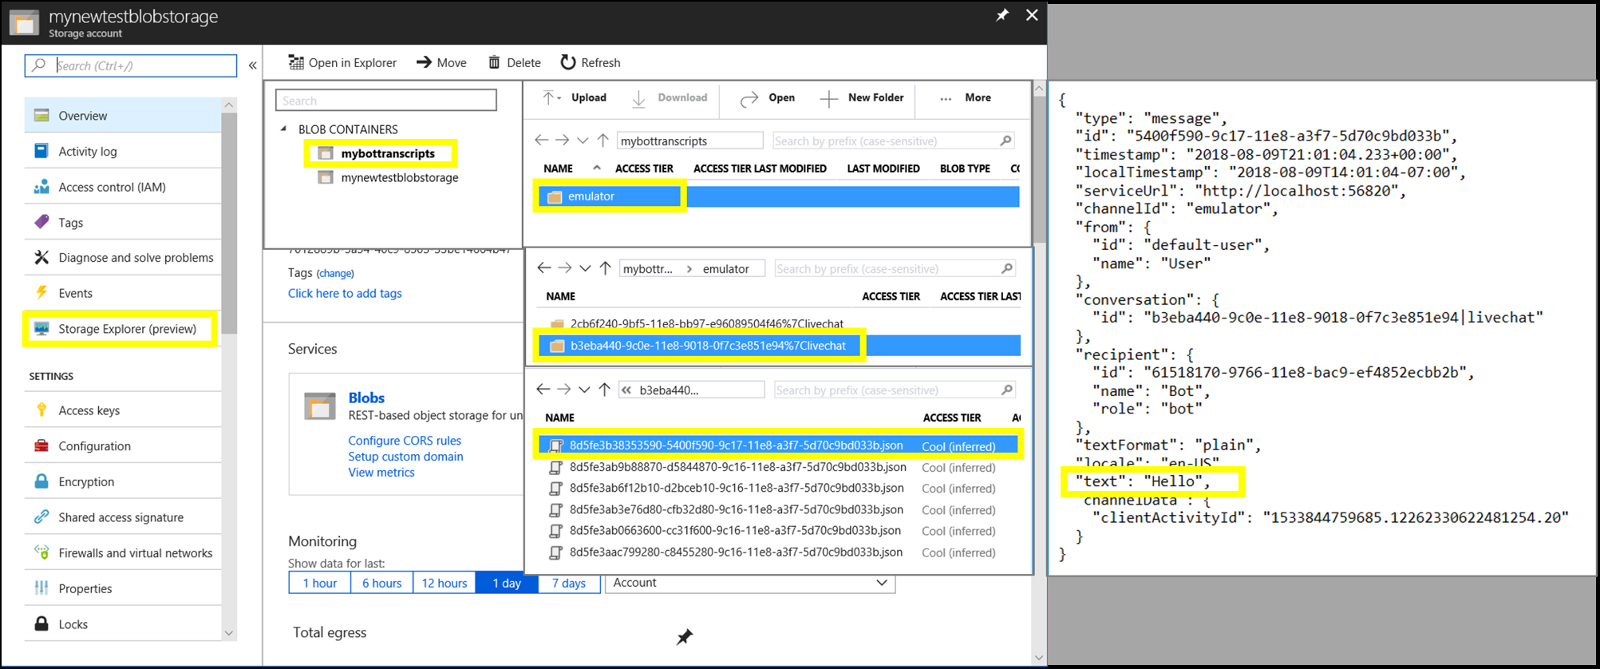 mynewtestblobstorage
Storage account
Search (Ctrl+/)
Overview
Activity log
Access control (IAM)
Tags
Diagnose and solve problems
Events
Storage Explorer (preview)
SETTINGS
Access keys
Configuration
Encryption
Shared access signature
Firewalls and virtual networks
Properties
Locks
Open in Explorer
Move
Delete
Refresh
Search
BLOB CONTAINERS
mybottranscripts
mynewtestblobstorage
Tags (change)
Click here to add tags
Services
Blobs
REST-based object storage for un
Configure CORS rules
Setup custom domain
View metrics
Monitoring
Show data for last:
1 hour 6 hours 12 hours 1 day 7 days Account
Total egress
Upload Download Open New Folder ... More
mybottranscripts Search by prefix (case-sensitive)
NAME ACCESS TIER ACCESS TIER LAST MODIFIED LAST MODIFIED BLOB TYPE CO
emulator
mybottr... > emulator Search by prefix (case-sensitive)
NAME ACCESS TIER ACCESS TIER LAST
2cb6f240-9bf5-11e8-bb97-e96089504f46%7Clivechat
b3eba440-9c0e-11e8-9018-0f7c3e851e94%7Clivechat
« b3eba440... Search by prefix (case-sensitive)
NAME ACCESS TIER AC
8d5fe3b38353590-5400f590-9c17-11e8-a3f7-5d70c9bd033b.json Cool (inferred)
8d5fe3ab9b88870-d5844870-9c16-11e8-a3f7-5d70c9bd033b.json Cool (inferred)
8d5fe3ab6f12b10-d2bceb10-9c16-11e8-a3f7-5d70c9bd033b.json Cool (inferred)
8d5fe3ab3e76d80-cfb32d80-9c16-11e8-a3f7-5d70c9bd033b.json Cool (inferred)
8d5fe3ab0663600-cc31f600-9c16-11e8-a3f7-5d70c9bd033b.json Cool (inferred)
8d5fe3aac799280-c8455280-9c16-11e8-a3f7-5d70c9bd033b.json Cool (inferred)
{
"type": "message",
"id": "5400f590-9c17-11e8-a3f7-5d70c9bd033b",
"timestamp": "2018-08-09T21:01:04.233+00:00",
"localTimestamp": "2018-08-09T14:01:04-07:00",
"serviceUrl": "http://localhost:56820",
"channelId": "emulator",
"from": {
"id": "default-user",
"name": "User"
},
"conversation": {
"id": "b3eba440-9c0e-11e8-9018-0f7c3e851e94|livechat"
},
"recipient": {
"id": "61518170-9766-11e8-bac9-ef4852ecbb2b",
"name": "Bot",
"role": "bot"
},
"textFormat": "plain",
"locale": "en-US"
"text": "Hello",
channelData : {
"clientActivityId": "1533844759685.12262330622481254.20"
}
}